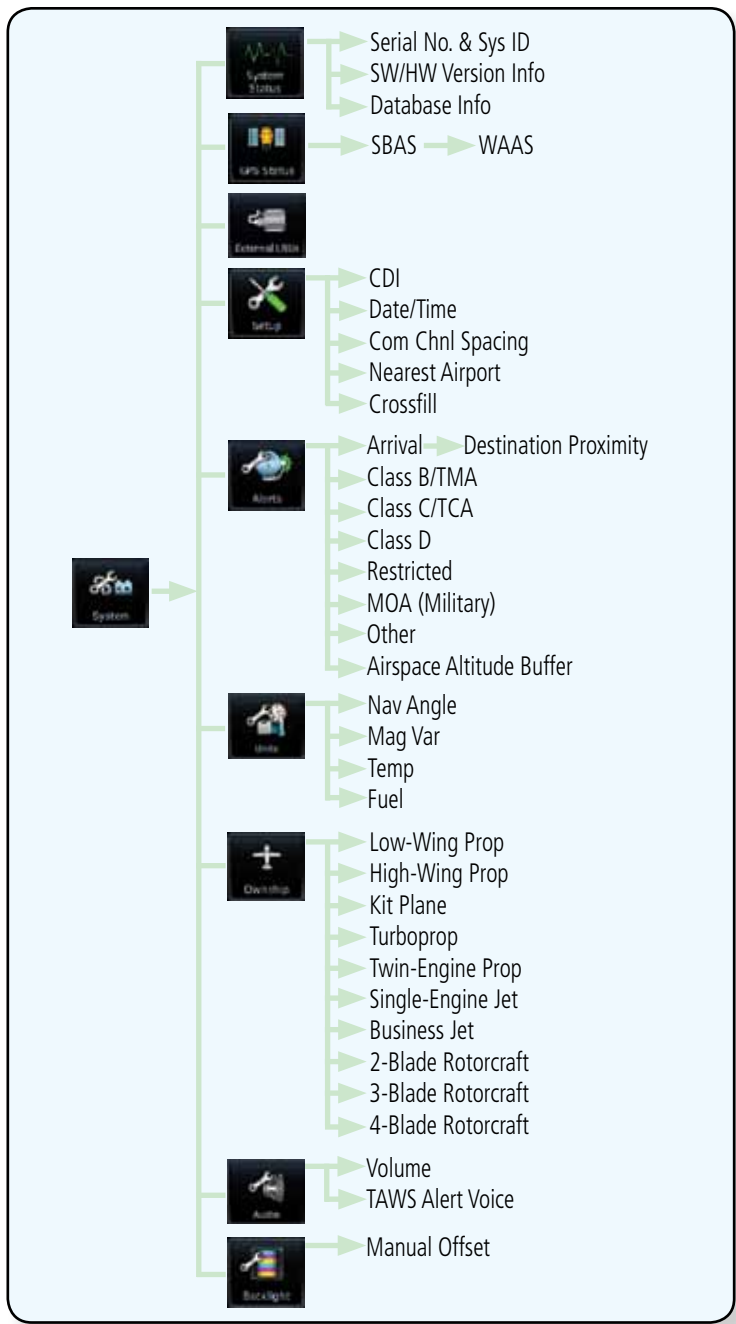 System
System Status
Serial No. & Sys ID
SW/HW Version Info
Database Info
GPS Status
SBAS
WAAS
External LRUs
Setup
CDI
Date/Time
Com Chnl Spacing
Nearest Airport
Crossfill
Alerts
Arrival
Destination Proximity
Class B/TMA
Class C/TCA
Class D
Restricted
MOA (Military)
Other
Airspace Altitude Buffer
Units
Nav Angle
Mag Var
Temp
Fuel
Ownship
Low-Wing Prop
High-Wing Prop
Kit Plane
Turboprop
Twin-Engine Prop
Single-Engine Jet
Business Jet
2-Blade Rotorcraft
3-Blade Rotorcraft
4-Blade Rotorcraft
Audio
Volume
TAWS Alert Voice
Backlight
Manual Offset